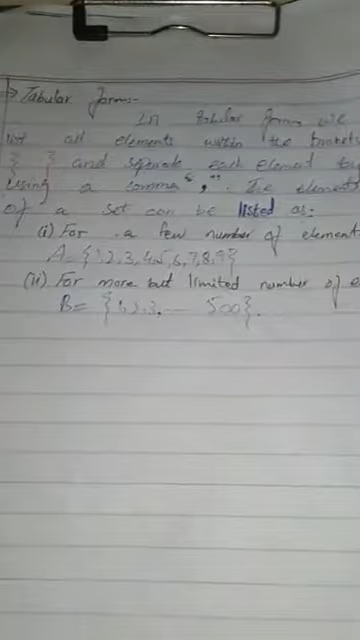 → Tabular form:-
In tabular form we
list all elements within the brackets
{ } and separate each element by
using a comma ",". The elements
of a set can be listed as:
(i) For a few number of element
A = {1,2,3,4,5,6,7,8,9}
(ii) For more but limited number of e
B = {1,2,3, --- 500}.